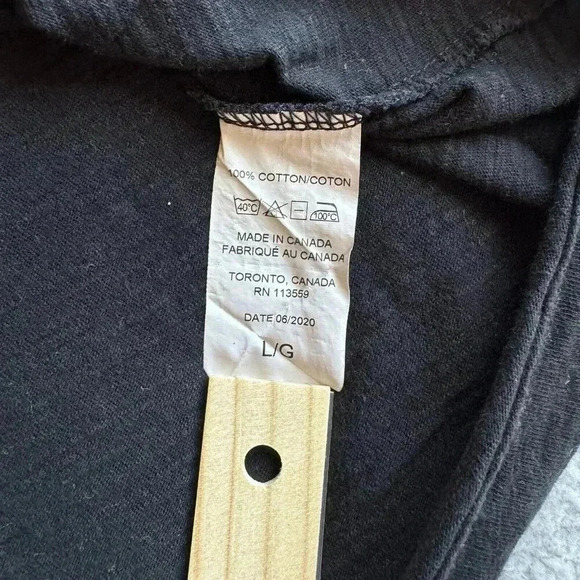 100% COTTON/COTON
40°C 100°C
MADE IN CANADA
FABRIQUÉ AU CANADA
TORONTO, CANADA
RN 113559
DATE 06/2020
L/G